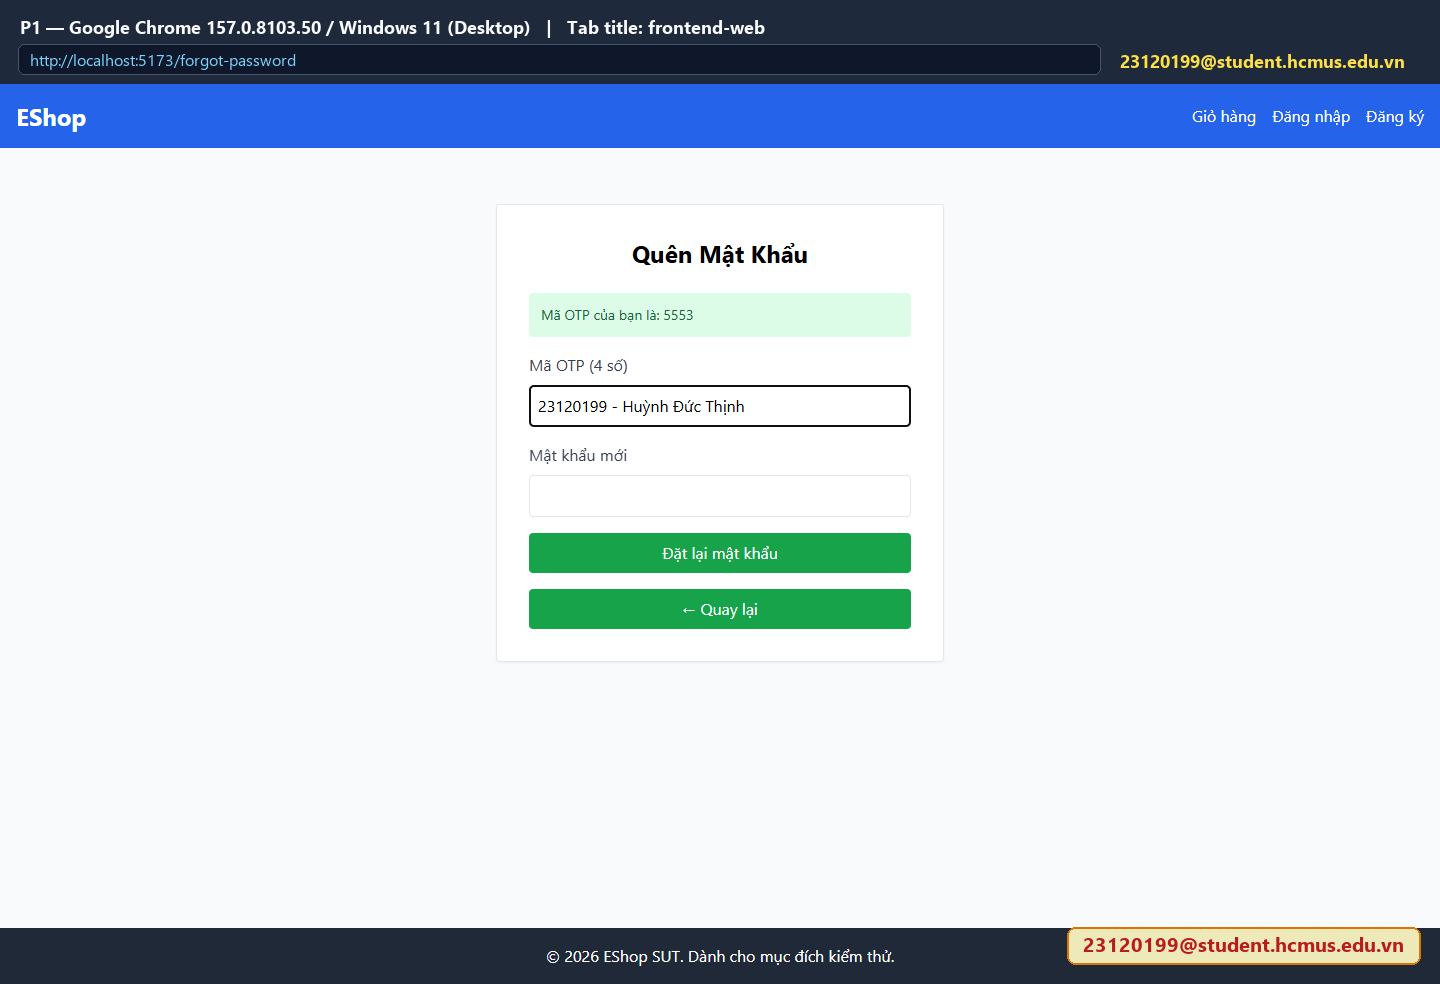 P1 — Google Chrome 157.0.8103.50 / Windows 11 (Desktop) | Tab title: frontend-web
http://localhost:5173/forgot-password
23120199@student.hcmus.edu.vn
EShop
Giỏ hàng Đăng nhập Đăng ký
Quên Mật Khẩu
Mã OTP của bạn là: 5553
Mã OTP (4 số)
23120199 - Huỳnh Đức Thịnh
Mật khẩu mới
Đặt lại mật khẩu
← Quay lại
© 2026 EShop SUT. Dành cho mục đích kiểm thử.
23120199@student.hcmus.edu.vn